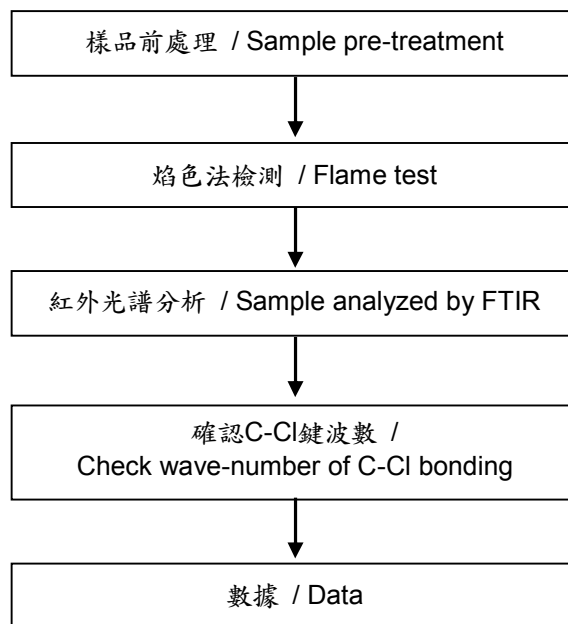 樣品前處理 / Sample pre-treatment
焰色法檢測 / Flame test
紅外光譜分析 / Sample analyzed by FTIR
確認C-Cl鍵波數 /
Check wave-number of C-Cl bonding
數據 / Data